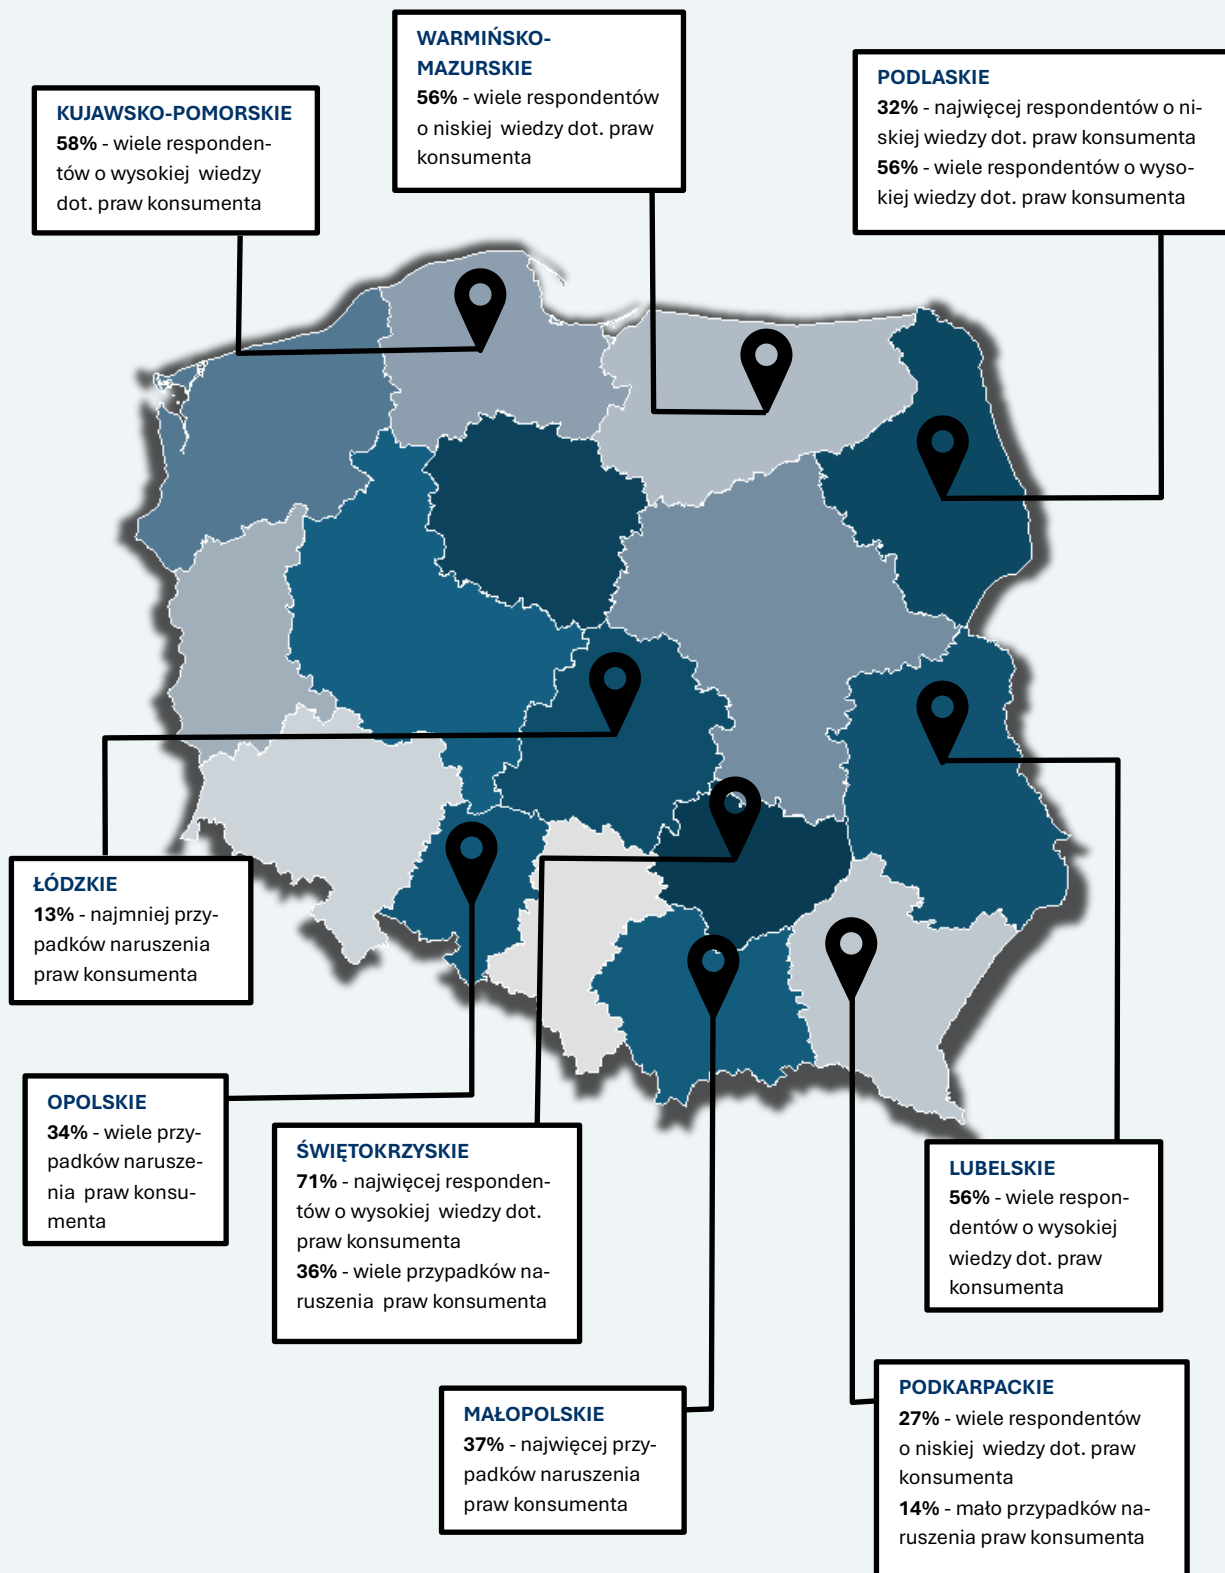 WARMIŃSKO-
MAZURSKIE
56% - wiele respondentów
o niskiej wiedzy dot. praw
konsumenta
PODLASKIE
32% - najwięcej respondentów o ni-
skiej wiedzy dot. praw konsumenta
56% - wiele respondentów o wyso-
kiej wiedzy dot. praw konsumenta
KUJAWSKO-POMORSKIE
58% - wiele responden-
tów o wysokiej wiedzy
dot. praw konsumenta
ŁÓDZKIE
13% - najmniej przy-
padków naruszenia
praw konsumenta
OPOLSKIE
34% - wiele przy-
padków narusze-
nia praw konsu-
menta
ŚWIĘTOKRZYSKIE
71% - najwięcej responden-
tów o wysokiej wiedzy dot.
praw konsumenta
36% - wiele przypadków na-
ruszenia praw konsumenta
LUBELSKIE
56% - wiele respon-
dentów o wysokiej
wiedzy dot. praw
konsumenta
MAŁOPOLSKIE
37% - najwięcej przy-
padków naruszenia
praw konsumenta
PODKARPACKIE
27% - wiele respondentów
o niskiej wiedzy dot. praw
konsumenta
14% - mało przypadków na-
ruszenia praw konsumenta